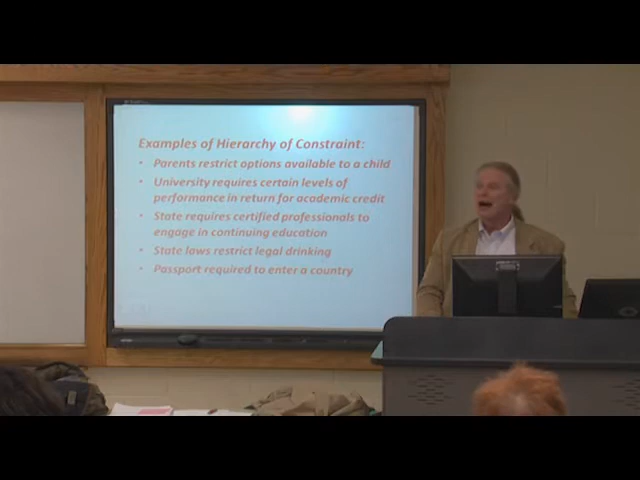 Examples of Hierarchy of Constraint:
• Parents restrict options available to a child
• University requires certain levels of
performance in return for academic credit
• State requires certified professionals to
engage in continuing education
• State laws restrict legal drinking
• Passport required to enter a country